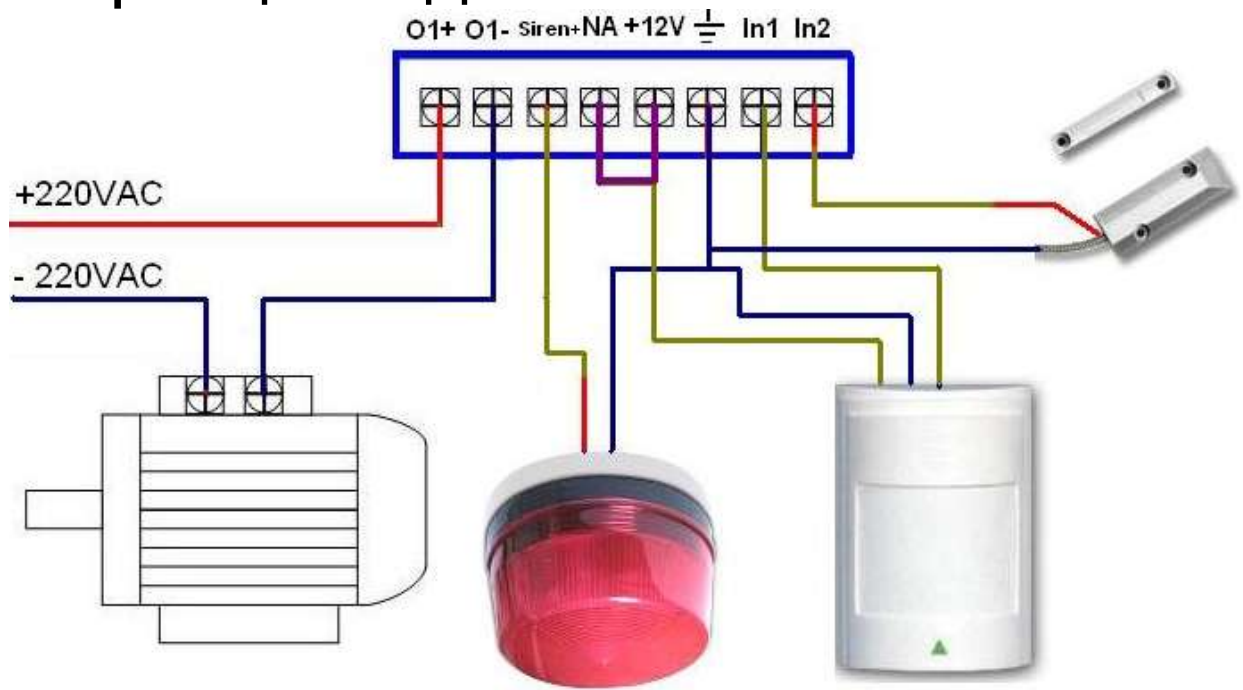 O1+ O1- Siren+ NA +12V In1 In2
+220VAC
- 220VAC